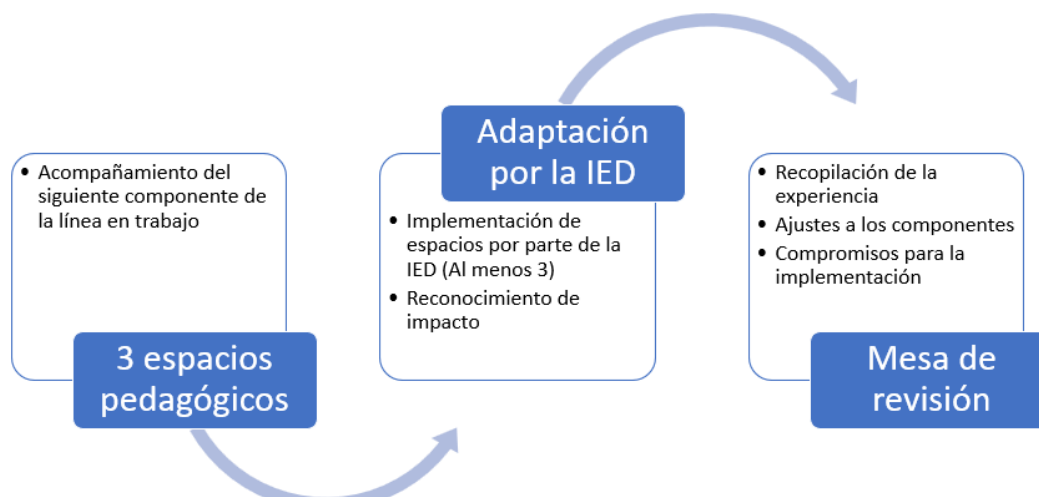 • Acompañamiento del
siguiente componente de
la línea en trabajo
3 espacios
pedagógicos
Adaptación
por la IED
• Implementación de
espacios por parte de la
IED (Al menos 3)
• Reconocimiento de
impacto
• Recopilación de la
experiencia
• Ajustes a los componentes
• Compromisos para la
implementación
Mesa de
revisión